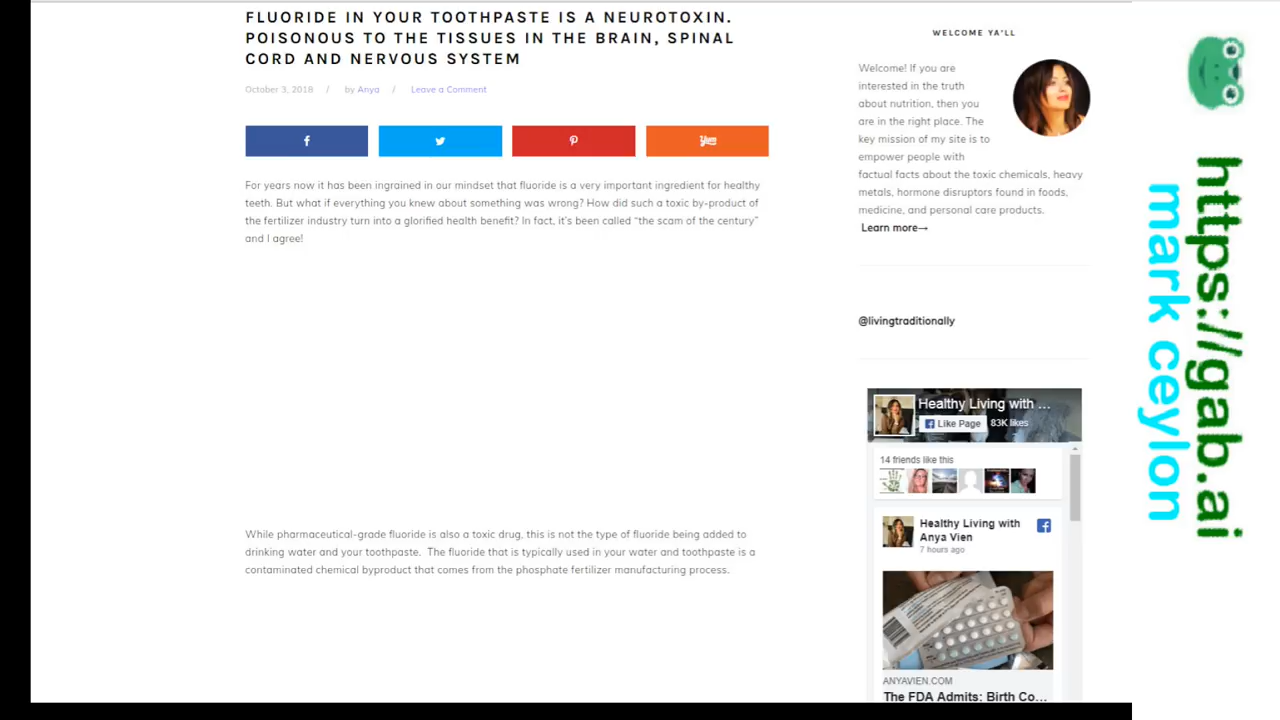 FLUORIDE IN YOUR TOOTHPASTE IS A NEUROTOXIN.
POISONOUS TO THE TISSUES IN THE BRAIN, SPINAL
CORD AND NERVOUS SYSTEM
October 3, 2018 / by Anya / Leave a Comment
Yum
For years now it has been ingrained in our mindset that fluoride is a very important ingredient for healthy
teeth. But what if everything you knew about something was wrong? How did such a toxic by-product of
the fertilizer industry turn into a glorified health benefit? In fact, it's been called “the scam of the century”
and I agree!
While pharmaceutical-grade fluoride is also a toxic drug, this is not the type of fluoride being added to
drinking water and your toothpaste. The fluoride that is typically used in your water and toothpaste is a
contaminated chemical byproduct that comes from the phosphate fertilizer manufacturing process.
WELCOME YA'LL
Welcome! If you are
interested in the truth
about nutrition, then you
are in the right place. The
key mission of my site is to
empower people with
factual facts about the toxic chemicals, heavy
metals, hormone disruptors found in foods,
medicine, and personal care products.
Learn more→
@livingtraditionally
Healthy Living with ...
Like Page 83K likes
14 friends like this
Healthy Living with
Anya Vien
7 hours ago
ANYAVIEN.COM
The FDA Admits: Birth Co...
https://gab.ai
mark ceylon